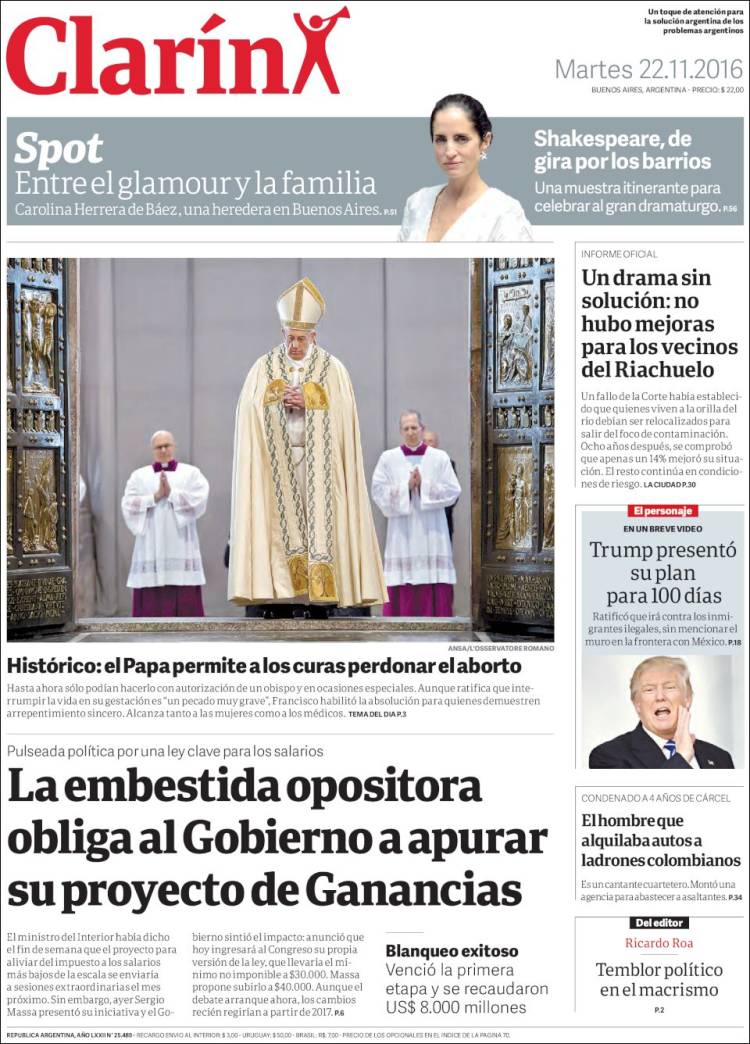 Clarín
Un toque de atención para
la solución argentina de los
problemas argentinos
Martes 22.11.2016
BUENOS AIRES, ARGENTINA - PRECIO: $ 22,00
Spot
Entre el glamour y la familia
Carolina Herrera de Báez, una heredera en Buenos Aires. P.51
Shakespeare, de
gira por los barrios
Una muestra itinerante para
celebrar al gran dramaturgo. P.56
ANSA/L'OSSERVATORE ROMANO
Histórico: el Papa permite a los curas perdonar el aborto
Hasta ahora sólo podían hacerlo con autorización de un obispo y en ocasiones especiales. Aunque ratifica que inte-
rrumpir la vida en su gestación es “un pecado muy grave”, Francisco habilitó la absolución para quienes demuestren
arrepentimiento sincero. Alcanza tanto a las mujeres como a los médicos. TEMA DEL DIA P.3
Pulseada política por una ley clave para los salarios
La embestida opositora
obliga al Gobierno a apurar
su proyecto de Ganancias
El ministro del Interior había dicho
el fin de semana que el proyecto para
aliviar del impuesto a los salarios
más bajos de la escala se enviaría
a sesiones extraordinarias el mes
próximo. Sin embargo, ayer Sergio
Massa presentó su iniciativa y el Go-
bierno sintió el impacto: anunció que
hoy ingresará al Congreso su propia
versión de la ley, que llevaría el mí-
nimo no imponible a $30.000. Massa
propone subirlo a $40.000. Aunque el
debate arranque ahora, los cambios
recién regirían a partir de 2017. P.6
Blanqueo exitoso
Venció la primera
etapa y se recaudaron
US$ 8.000 millones
INFORME OFICIAL
Un drama sin
solución: no
hubo mejoras
para los vecinos
del Riachuelo
Un fallo de la Corte había estableci-
do que quienes viven a la orilla del
río debían ser relocalizados para
salir del foco de contaminación.
Ocho años después, se comprobó
que apenas un 14% mejoró su situa-
ción. El resto continúa en condicio-
nes de riesgo. LA CIUDAD P.30
El personaje
EN UN BREVE VIDEO
Trump presentó
su plan
para 100 días
Ratificó que irá contra los inmi-
grantes ilegales, sin mencionar el
muro en la frontera con México. P.18
CONDENADO A 4 AÑOS DE CÁRCEL
El hombre que
alquilaba autos a
ladrones colombianos
Es un cantante cuartetero. Montó una
agencia para abastecer a asaltantes. P.34
Del editor
Ricardo Roa
Temblor político
en el macrismo
P.2
REPUBLICA ARGENTINA, AÑO LXXII N° 25.489 - RECARGO ENVIO AL INTERIOR: $ 3,00 - URUGUAY: $ 50,00 - BRASIL: R$. 7,00 - PRECIO DE LOS OPCIONALES EN EL INDICE DE LA PAGINA 70.